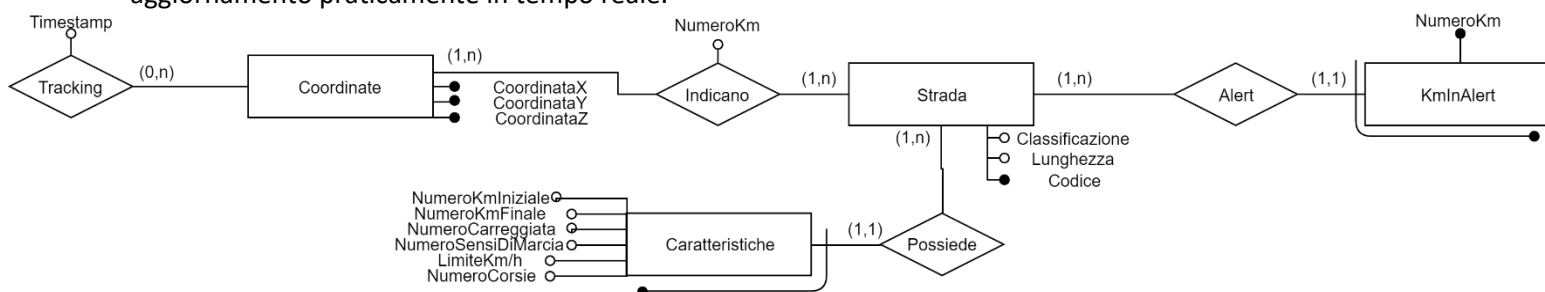 aggiornamento praticamente in tempo reale.
Timestamp
NumeroKm
NumeroKm
(0,n)
(1,n)
(1,n)
(1,n)
(1,1)
Tracking
Coordinate
CoordinataX
CoordinataY
CoordinataZ
Indicano
Strada
Alert
KmInAlert
(1,n)
Classificazione
Lunghezza
Codice
NumeroKmIniziale
NumeroKmFinale
NumeroCarreggiata
NumeroSensiDiMarcia
LimiteKm/h
NumeroCorsie
Caratteristiche
(1,1)
Possiede